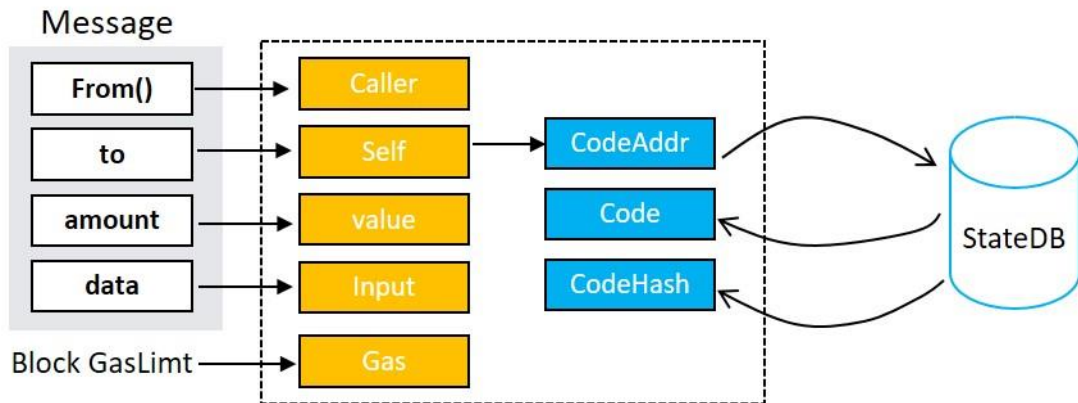 Message
From()
to
amount
data
Block GasLimt
Caller
Self
value
Input
Gas
CodeAddr
Code
CodeHash
StateDB